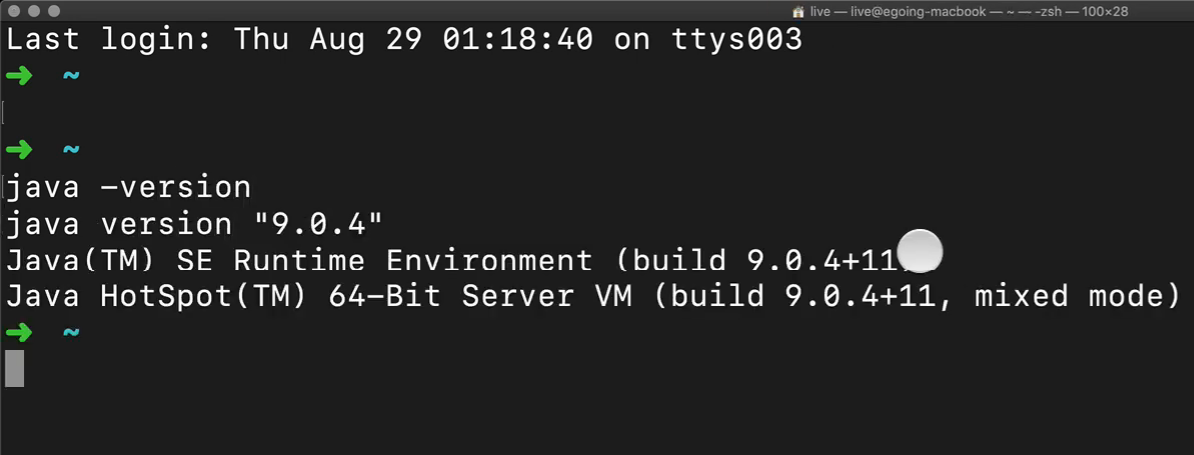 live — live@egoing-macbook — ~ — -zsh — 100×28
Last login: Thu Aug 29 01:18:40 on ttys003
➜ ~
➜ ~
java -version
java version "9.0.4"
Java(TM) SE Runtime Environment (build 9.0.4+11)
Java HotSpot(TM) 64-Bit Server VM (build 9.0.4+11, mixed mode)
➜ ~